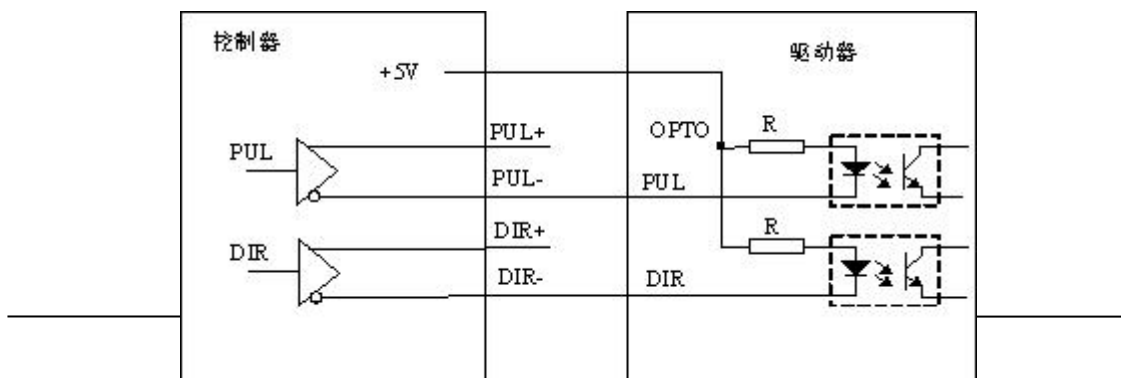 控制器
驱动器
+5V
PUL+
OPTO
R
PUL
PUL-
PUL
DIR+
R
DIR
DIR-
DIR